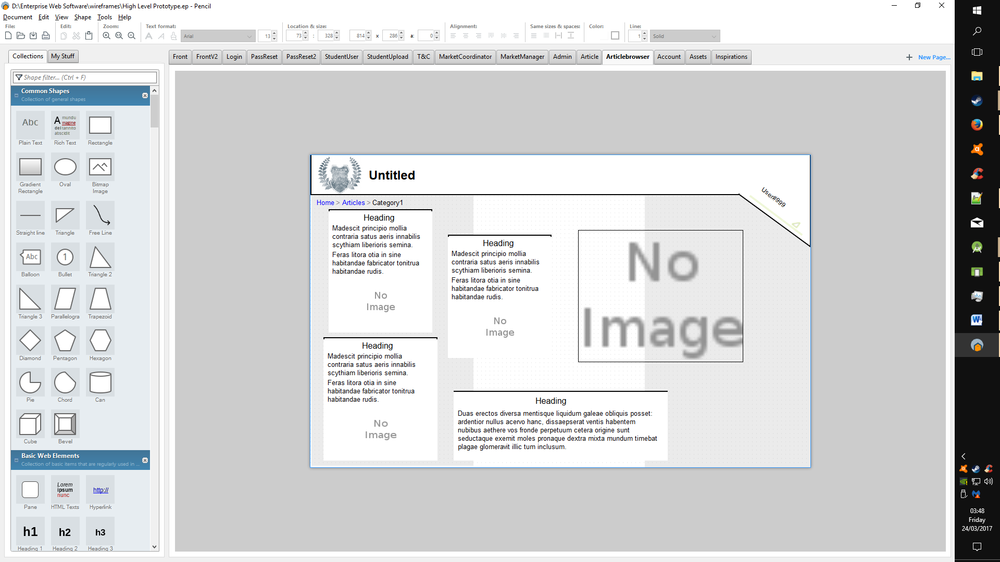 D:\Enterprise Web Software\wireframes\High Level Prototype.ep - Pencil
Document Edit View Shape Tools Help
File: Edit: Zoom: Text format: Location & size: Alignment: Same sizes & spaces: Color: Line:
Arial 13 73 : 328 814 x 286 a: 0 1 Solid
Collections My Stuff
Front FrontV2 Login PassReset PassReset2 StudentUser StudentUpload T&C MarketCoordinator MarketManager Admin Article Articlebrowser Account Assets Inspirations
New Page...
Shape filter... (Ctrl + F)
Common Shapes
Collection of general shapes
Abc
A mundu
magine
del tannito
abscidit
Plain Text Rich Text Rectangle
Gradient Rectangle Oval Bitmap Image
Straight line Triangle Free Line
Abc 1
Balloon Bullet Triangle 2
Triangle 3 Parallelogra Trapezoid
Diamond Pentagon Hexagon
Pie Chord Can
Cube Bevel
Basic Web Elements
Collection of basic items that are regularly used in ...
Lorem
ipsum
nunc
http://
Pane HTML Texts Hyperlink
h1 h2 h3
Heading 1 Heading 2 Heading 3
Untitled
User#999
Home > Articles > Category1
Heading
Madescit principio mollia
contraria satus aeris innabilis
scythiam liberioris semina.
Feras litora otia in sine
habitandae fabricator tonitrua
habitandae rudis.
No
Image
Heading
Madescit principio mollia
contraria satus aeris innabilis
scythiam liberioris semina.
Feras litora otia in sine
habitandae fabricator tonitrua
habitandae rudis.
No
Image
No
Image
Heading
Madescit principio mollia
contraria satus aeris innabilis
scythiam liberioris semina.
Feras litora otia in sine
habitandae fabricator tonitrua
habitandae rudis.
No
Image
Heading
Duas erectos diversa mentisque liquidum galeae obliquis posset:
ardentior nullus acervo hanc, dissaepserat ventis habentem
nubibus aethere vos fronde perpetuum cetera origine sunt
seductaque exemit moles pronaque dextra mixta mundum timebat
plagae glomeravit illic tum inclusum.
03:48
Friday
24/03/2017